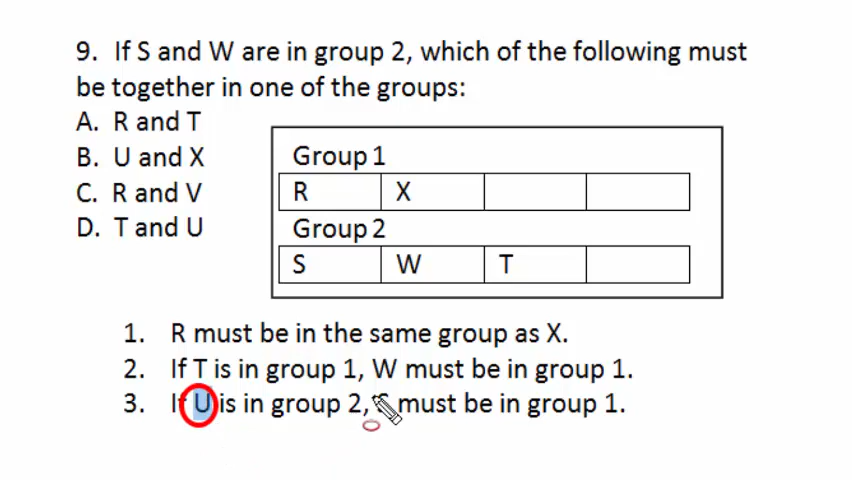 9. If S and W are in group 2, which of the following must
be together in one of the groups:
A. R and T
B. U and X
C. R and V
D. T and U
Group 1
R X
Group 2
S W T
1. R must be in the same group as X.
2. If T is in group 1, W must be in group 1.
3. If U is in group 2, must be in group 1.